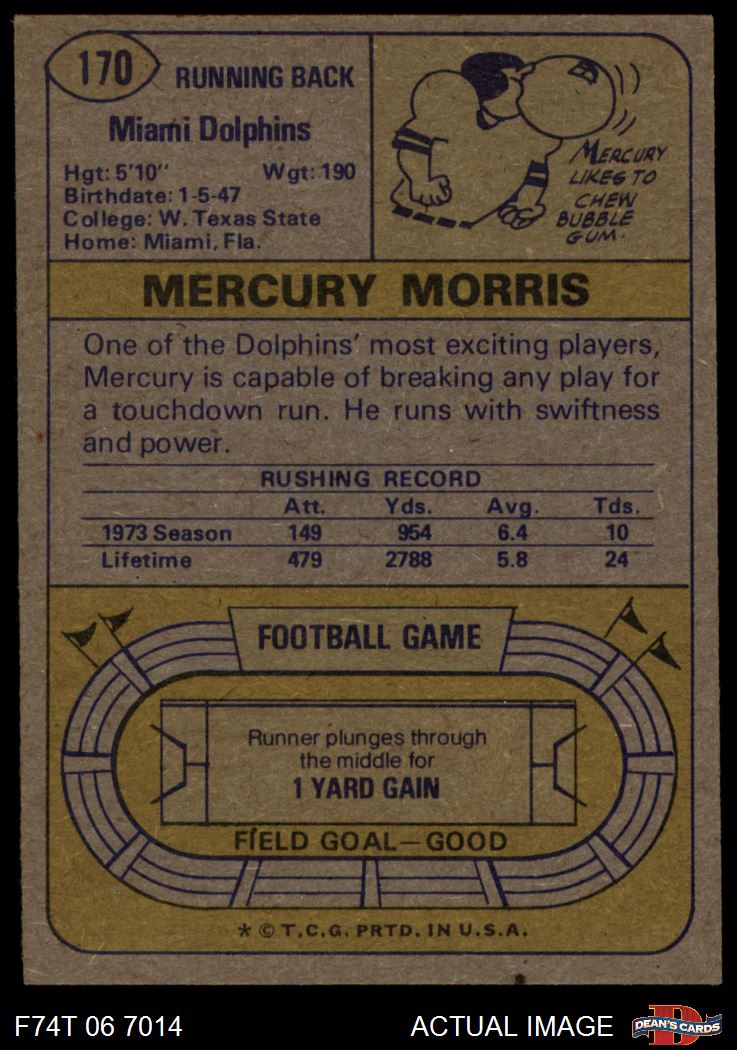 170
RUNNING BACK
Miami Dolphins
Hgt: 5'10" Wgt: 190
Birthdate: 1-5-47
College: W. Texas State
Home: Miami, Fla.
MERCURY
LIKES TO
CHEW
BUBBLE
GUM.
MERCURY MORRIS
One of the Dolphins' most exciting players,
Mercury is capable of breaking any play for
a touchdown run. He runs with swiftness
and power.
RUSHING RECORD
Att. Yds. Avg. Tds.
1973 Season 149 954 6.4 10
Lifetime 479 2788 5.8 24
FOOTBALL GAME
Runner plunges through
the middle for
1 YARD GAIN
FIELD GOAL—GOOD
* © T.C.G. PRTD. IN U.S.A.
F74T 06 7014 ACTUAL IMAGE
D
DEAN'S CARDS